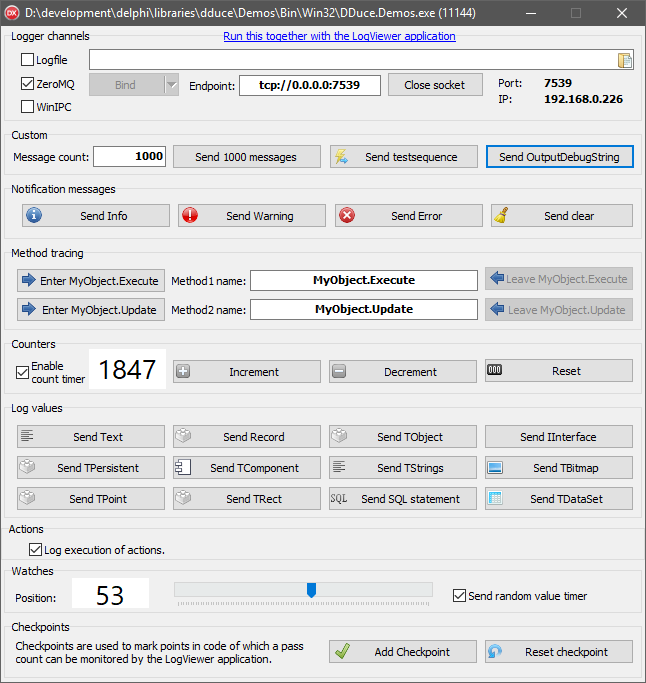 DX D:\development\delphi\libraries\dduce\Demos\Bin\Win32\DDuce.Demos.exe (11144)
Logger channels
Run this together with the LogViewer application
Logfile
ZeroMQ Bind Endpoint: tcp://0.0.0.0:7539 Close socket Port: 7539
IP: 192.168.0.226
WinIPC
Custom
Message count: 1000 Send 1000 messages Send testsequence Send OutputDebugString
Notification messages
Send Info Send Warning Send Error Send clear
Method tracing
Enter MyObject.Execute Method1 name: MyObject.Execute Leave MyObject.Execute
Enter MyObject.Update Method2 name: MyObject.Update Leave MyObject.Update
Counters
Enable
count timer 1847 Increment Decrement 000 Reset
Log values
Send Text Send Record Send TObject Send IInterface
Send TPersistent Send TComponent Send TStrings Send TBitmap
Send TPoint Send TRect SQL Send SQL statement Send TDataSet
Actions
Log execution of actions.
Watches
Position: 53 Send random value timer
Checkpoints
Checkpoints are used to mark points in code of which a pass
count can be monitored by the LogViewer application.
Add Checkpoint Reset checkpoint